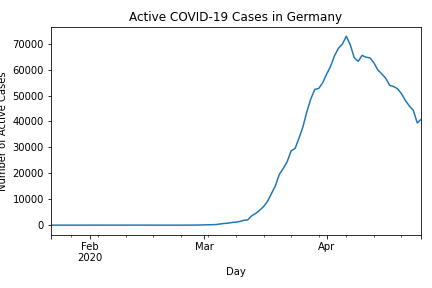 Active COVID-19 Cases in Germany
Number of Active Cases
70000
60000
50000
40000
30000
20000
10000
0
Feb
2020
Mar
Apr
Day